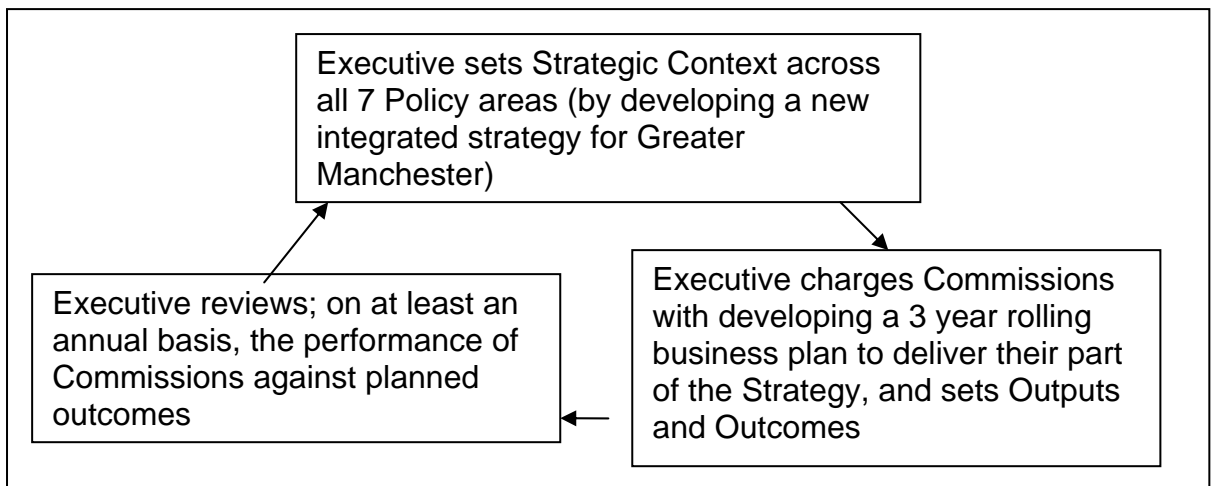 Executive sets Strategic Context across
all 7 Policy areas (by developing a new
integrated strategy for Greater
Manchester)
Executive charges Commissions
with developing a 3 year rolling
business plan to deliver their part
of the Strategy, and sets Outputs
and Outcomes
Executive reviews; on at least an
annual basis, the performance of
Commissions against planned
outcomes